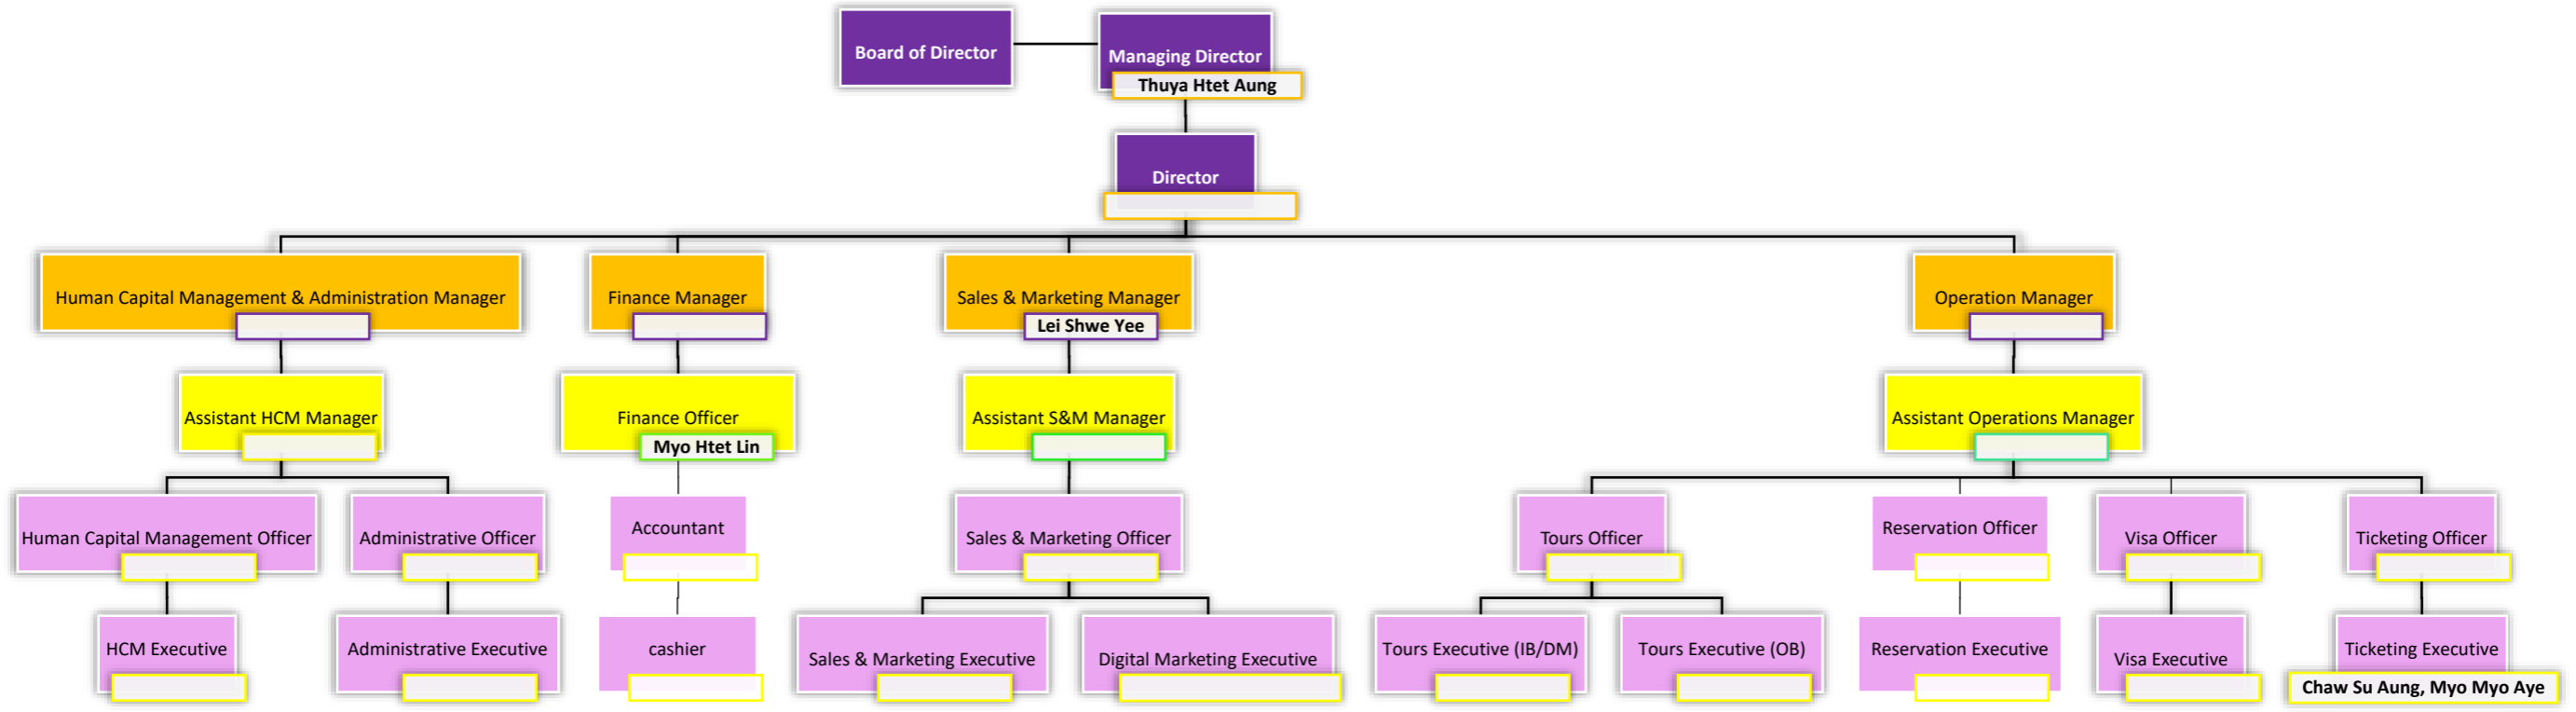 Board of Director
Managing Director
Thuya Htet Aung
Director
Human Capital Management & Administration Manager
Finance Manager
Sales & Marketing Manager
Lei Shwe Yee
Operation Manager
Assistant HCM Manager
Finance Officer
Myo Htet Lin
Assistant S&M Manager
Assistant Operations Manager
Human Capital Management Officer
Administrative Officer
Accountant
Sales & Marketing Officer
Tours Officer
Reservation Officer
Visa Officer
Ticketing Officer
HCM Executive
Administrative Executive
cashier
Sales & Marketing Executive
Digital Marketing Executive
Tours Executive (IB/DM)
Tours Executive (OB)
Reservation Executive
Visa Executive
Ticketing Executive
Chaw Su Aung, Myo Myo Aye